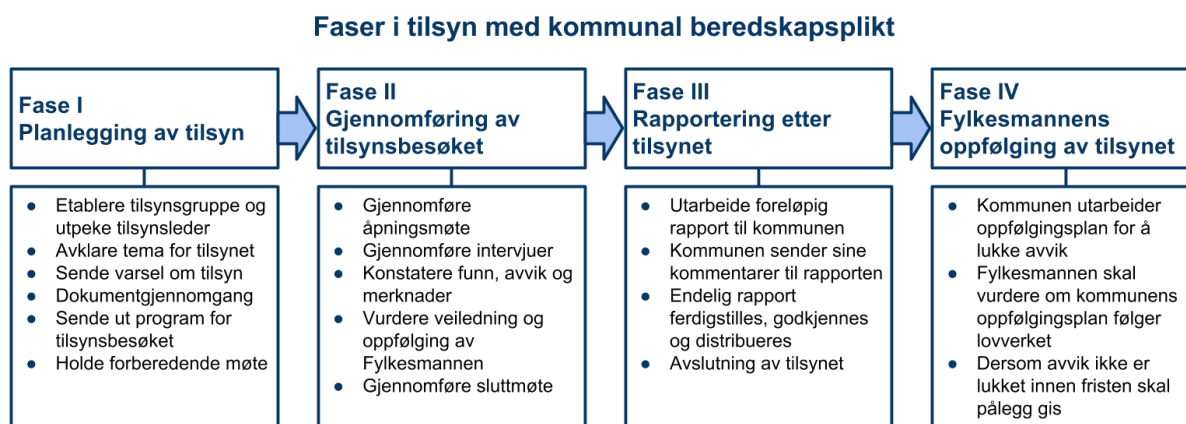 Faser i tilsyn med kommunal beredskapsplikt
Fase I
Planlegging av tilsyn
Fase II
Gjennomføring av
tilsynsbesøket
Fase III
Rapportering etter
tilsynet
Fase IV
Fylkesmannens
oppfølging av tilsynet
● Etablere tilsynsgruppe og
utpeke tilsynsleder
● Avklare tema for tilsynet
● Sende varsel om tilsyn
● Dokumentgjennomgang
● Sende ut program for
tilsynsbesøket
● Holde forberedende møte
● Gjennomføre
åpningsmøte
● Gjennomføre intervjuer
● Konstatere funn, avvik og
merknader
● Vurdere veiledning og
oppfølging av
Fylkesmannen
● Gjennomføre sluttmøte
● Utarbeide foreløpig
rapport til kommunen
● Kommunen sender sine
kommentarer til rapporten
● Endelig rapport
ferdigstilles, godkjennes
og distribueres
● Avslutning av tilsynet
● Kommunen utarbeider
oppfølgingsplan for å
lukke avvik
● Fylkesmannen skal
vurdere om kommunens
oppfølgingsplan følger
lovverket
● Dersom avvik ikke er
lukket innen fristen skal
pålegg gis